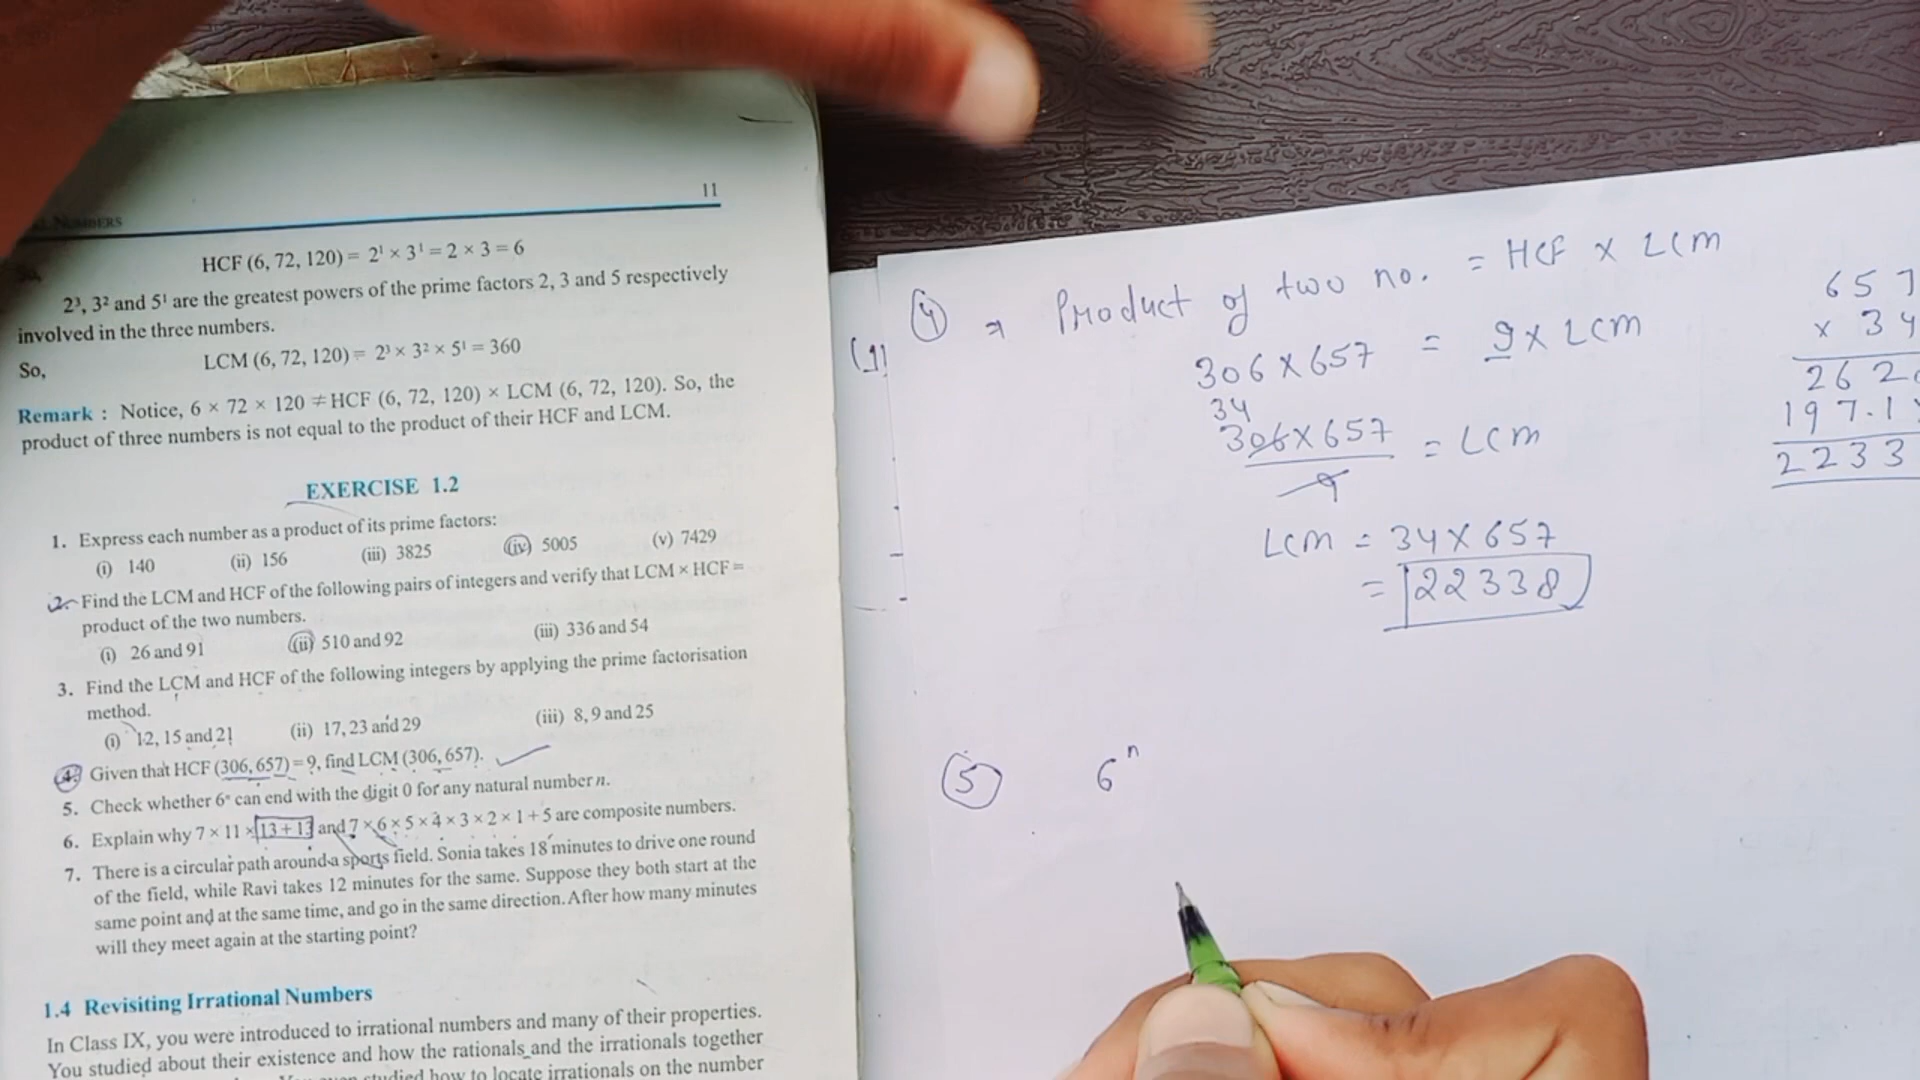 11
NUMBERS
HCF (6, 72, 120) = 2¹ × 3¹ = 2 × 3 = 6
2³, 3² and 5¹ are the greatest powers of the prime factors 2, 3 and 5 respectively
involved in the three numbers.
So,
LCM (6, 72, 120) = 2³ × 3² × 5¹ = 360
Remark : Notice, 6 × 72 × 120 ≠ HCF (6, 72, 120) × LCM (6, 72, 120). So, the
product of three numbers is not equal to the product of their HCF and LCM.
EXERCISE 1.2
1. Express each number as a product of its prime factors:
(i) 140 (ii) 156 (iii) 3825 (iv) 5005 (v) 7429
2. Find the LCM and HCF of the following pairs of integers and verify that LCM × HCF =
product of the two numbers.
(i) 26 and 91 (ii) 510 and 92 (iii) 336 and 54
3. Find the LCM and HCF of the following integers by applying the prime factorisation
method.
(i) 12, 15 and 21 (ii) 17, 23 and 29 (iii) 8, 9 and 25
4. Given that HCF (306, 657) = 9, find LCM (306, 657).
5. Check whether 6ⁿ can end with the digit 0 for any natural number n.
6. Explain why 7 × 11 × 13 + 13 and 7 × 6 × 5 × 4 × 3 × 2 × 1 + 5 are composite numbers.
7. There is a circular path around a sports field. Sonia takes 18 minutes to drive one round
of the field, while Ravi takes 12 minutes for the same. Suppose they both start at the
same point and at the same time, and go in the same direction. After how many minutes
will they meet again at the starting point?
1.4 Revisiting Irrational Numbers
In Class IX, you were introduced to irrational numbers and many of their properties.
You studied about their existence and how the rationals and the irrationals together
studied how to locate irrationals on the number
(1)
4 ⇒ Product of two no. = HCF × LCM
306 × 657 = 9 × LCM
34
306 × 657 = LCM
9
LCM = 34 × 657
= 22338
657
× 34
262
197.1×
2233
5 6ⁿ